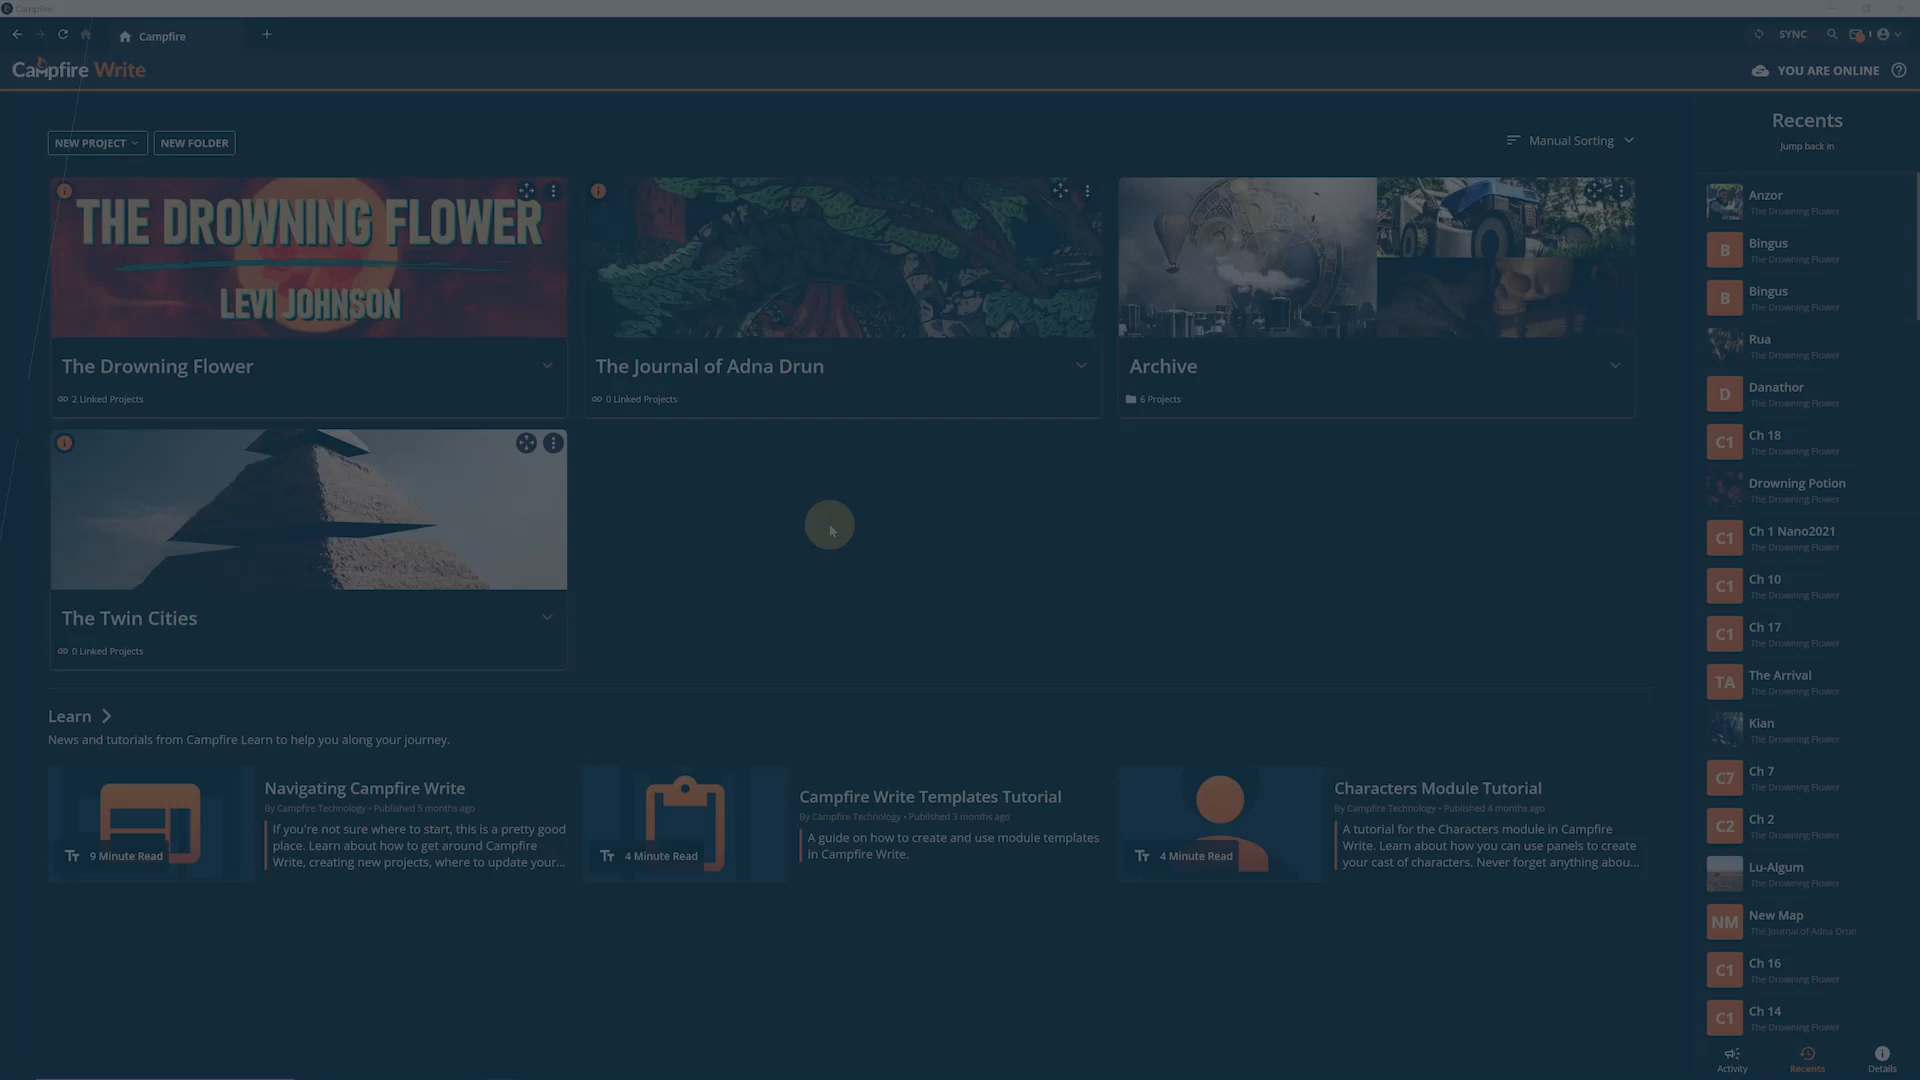 Campfire
Campfire
SYNC
Campfire Write
YOU ARE ONLINE
NEW PROJECT
NEW FOLDER
Manual Sorting
THE DROWNING FLOWER
LEVI JOHNSON
The Drowning Flower
2 Linked Projects
The Journal of Adna Drun
0 Linked Projects
Archive
6 Projects
The Twin Cities
0 Linked Projects
Learn
News and tutorials from Campfire Learn to help you along your journey.
9 Minute Read
Navigating Campfire Write
By Campfire Technology • Published 5 months ago
If you're not sure where to start, this is a pretty good
place. Learn about how to get around Campfire
Write, creating new projects, where to update your...
4 Minute Read
Campfire Write Templates Tutorial
By Campfire Technology • Published 3 months ago
A guide on how to create and use module templates
in Campfire Write.
4 Minute Read
Characters Module Tutorial
By Campfire Technology • Published 4 months ago
A tutorial for the Characters module in Campfire
Write. Learn about how you can use panels to create
your cast of characters. Never forget anything abou...
Recents
Jump back in
Anzor
The Drowning Flower
B
Bingus
The Drowning Flower
B
Bingus
The Drowning Flower
Rua
The Drowning Flower
D
Danathor
The Drowning Flower
C1
Ch 18
The Drowning Flower
Drowning Potion
The Drowning Flower
C1
Ch 1 Nano2021
The Drowning Flower
C1
Ch 10
The Drowning Flower
C1
Ch 17
The Drowning Flower
TA
The Arrival
The Drowning Flower
Kian
The Drowning Flower
C7
Ch 7
The Drowning Flower
C2
Ch 2
The Drowning Flower
Lu-Algum
The Drowning Flower
NM
New Map
The Journal of Adna Drun
C1
Ch 16
The Drowning Flower
C1
Ch 14
The Drowning Flower
Activity
Recents
Details